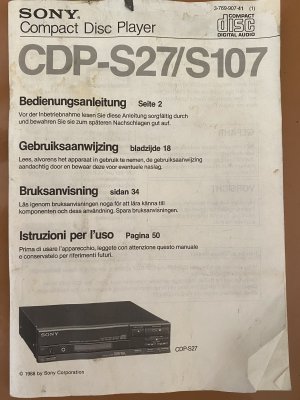 SONY®
3-769-907-41 (1)
Compact Disc Player
COMPACT
disc
DIGITAL AUDIO
CDP-S27/S107
Bedienungsanleitung Seite 2
Vor der Inbetriebnahme lesen Sie diese Anleitung sorgfältig durch
und bewahren Sie sie zum späteren Nachschlagen gut auf.
Gebruiksaanwijzing bladzijde 18
Lees, alvorens het apparaat in gebruik te nemen, de gebruiksaanwijzing
aandachtig door en bewaar deze voor eventuele naslag.
Bruksanvisning sidan 34
Läs igenom bruksanvisningen noga för att lära känna till
komponenten och dess användning. Spara bruksanvisningen.
Istruzioni per l'uso Pagina 50
Prima di usare l'apparecchio, leggete con attenzione questo manuale
e conservatelo per riferimenti futuri.
SONY
CDP-S27
© 1988 by Sony Corporation